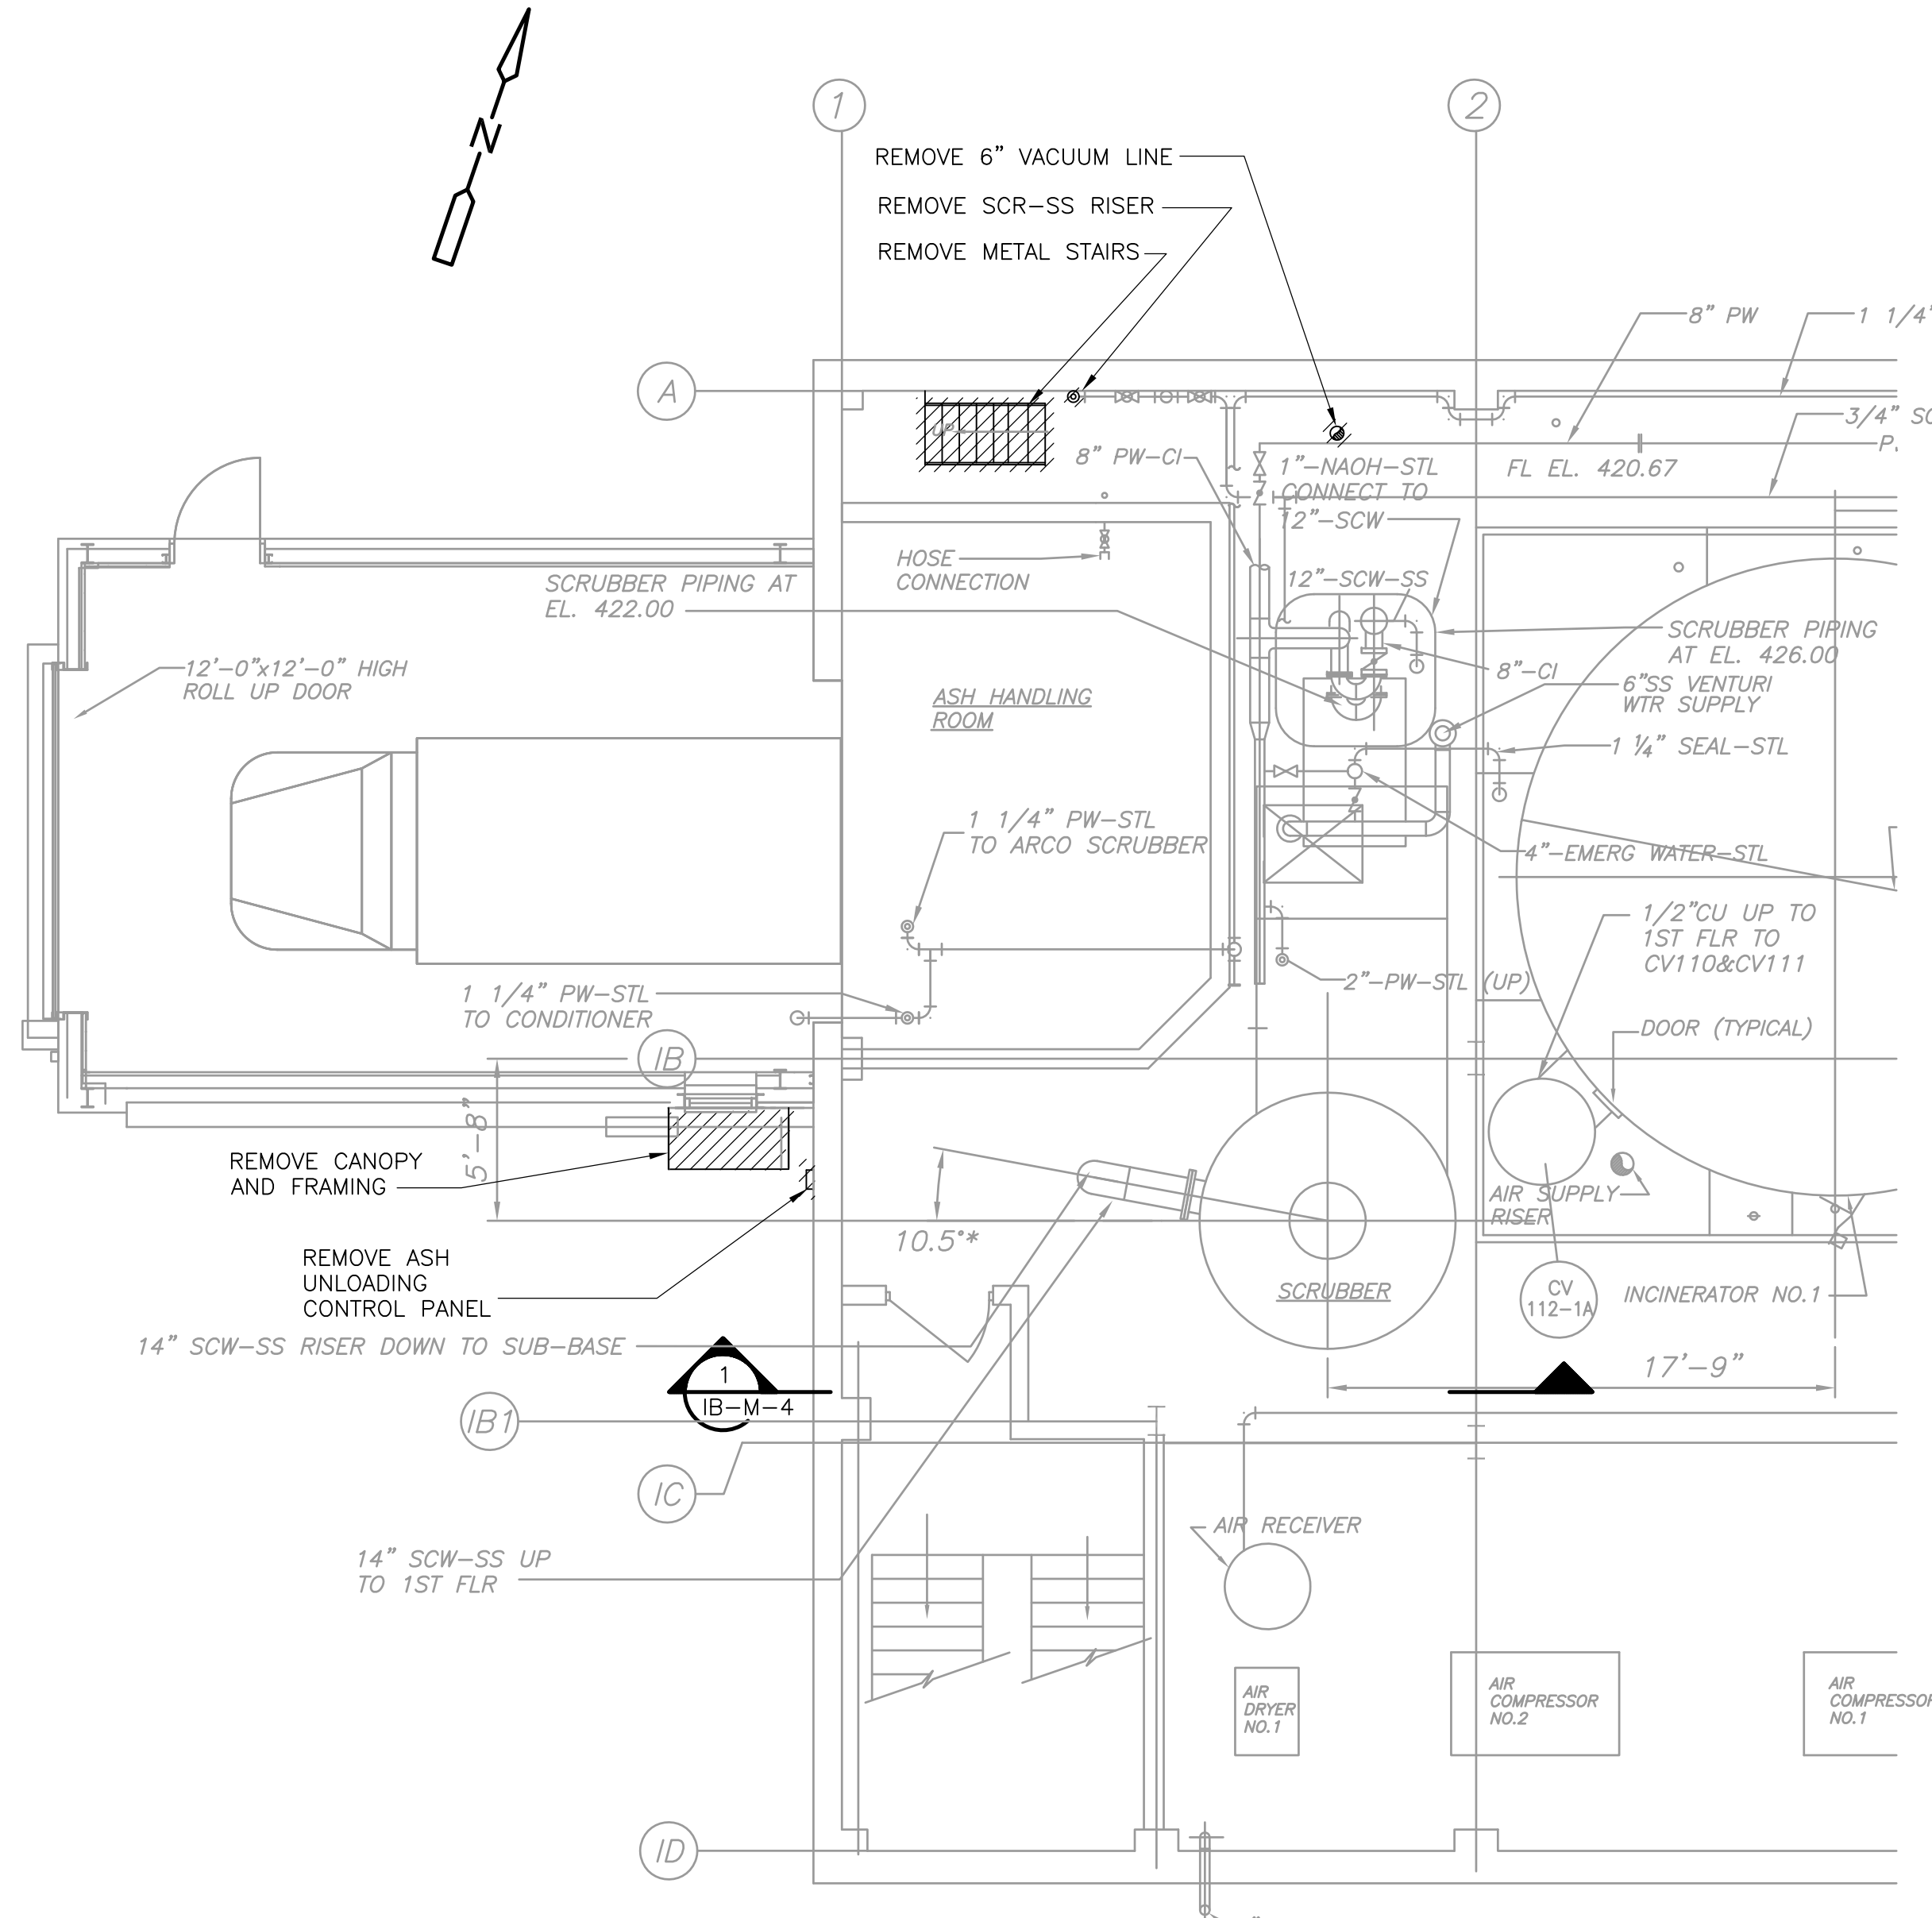 N
1
2
REMOVE 6" VACUUM LINE
REMOVE SCR-SS RISER
REMOVE METAL STAIRS
8" PW
1 1/4"
A
3/4"
UP
8" PW-CI
1"-NAOH-STL
CONNECT TO
12"-SCW
FL EL. 420.67
HOSE
CONNECTION
SCRUBBER PIPING AT
EL. 422.00
12"-SCW-SS
SCRUBBER PIPING
AT EL. 426.00
8"-CI
6"SS VENTURI
WTR SUPPLY
12'-0"x12'-0" HIGH
ROLL UP DOOR
ASH HANDLING
ROOM
1 1/4" SEAL-STL
1 1/4" PW-STL
TO ARCO SCRUBBER
4"-EMERG WATER-STL
1/2"CU UP TO
1ST FLR TO
CV110&CV111
1 1/4" PW-STL
TO CONDITIONER
2"-PW-STL (UP)
DOOR (TYPICAL)
IB
5'-8"
REMOVE CANOPY
AND FRAMING
AIR SUPPLY
RISER
10.5°*
REMOVE ASH
UNLOADING
CONTROL PANEL
SCRUBBER
CV
112-1A
INCINERATOR NO.1
14" SCW-SS RISER DOWN TO SUB-BASE
1
IB-M-4
17'-9"
IB1
IC
14" SCW-SS UP
TO 1ST FLR
AIR RECEIVER
AIR
DRYER
NO.1
AIR
COMPRESSOR
NO.2
AIR
COMPRESSOR
NO.1
ID